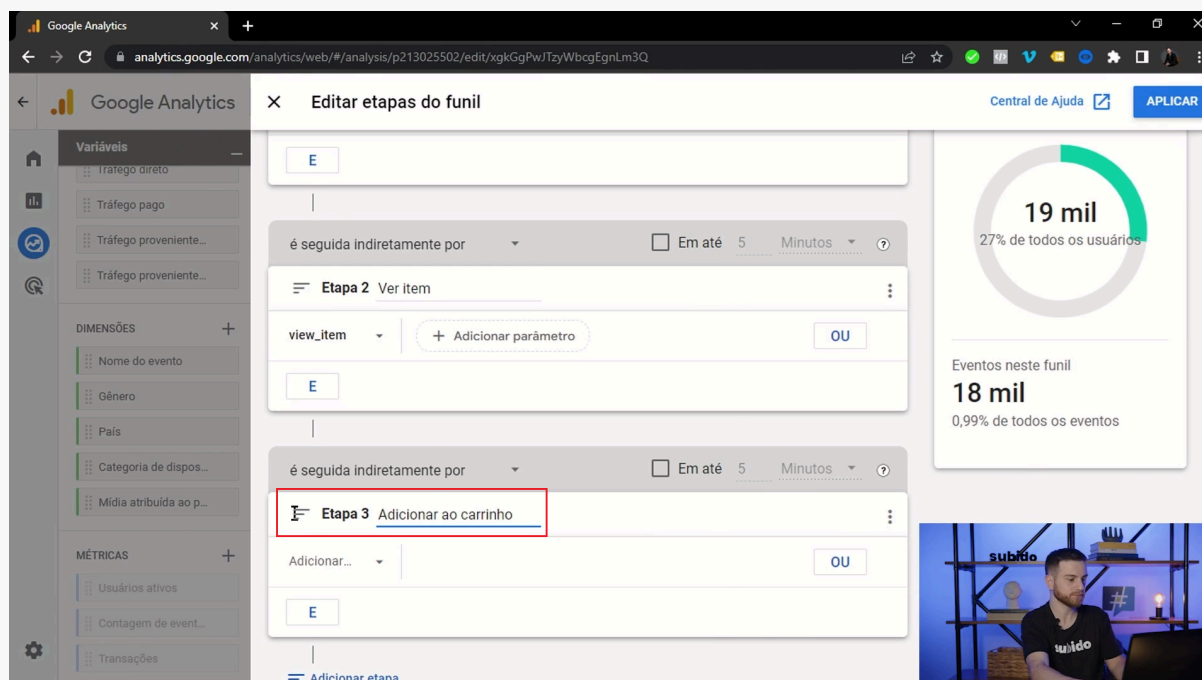 Google Analytics
analytics.google.com/analytics/web/#/analysis/p213025502/edit/xgkGgPwJTzyWbcgEgnLm3Q
Google Analytics
Editar etapas do funil
Central de Ajuda
APLICAR
Variáveis
Tráfego direto
Tráfego pago
Tráfego proveniente...
Tráfego proveniente...
DIMENSÕES
Nome do evento
Gênero
País
Categoria de dispos...
Mídia atribuída ao p...
MÉTRICAS
Usuários ativos
Contagem de event...
Transações
E
é seguida indiretamente por
Em até 5 Minutos
Etapa 2 Ver item
view_item
+ Adicionar parâmetro
OU
E
é seguida indiretamente por
Em até 5 Minutos
Etapa 3 Adicionar ao carrinho
Adicionar...
OU
E
Adicionar etapa
19 mil
27% de todos os usuários
Eventos neste funil
18 mil
0,99% de todos os eventos
subido
subido